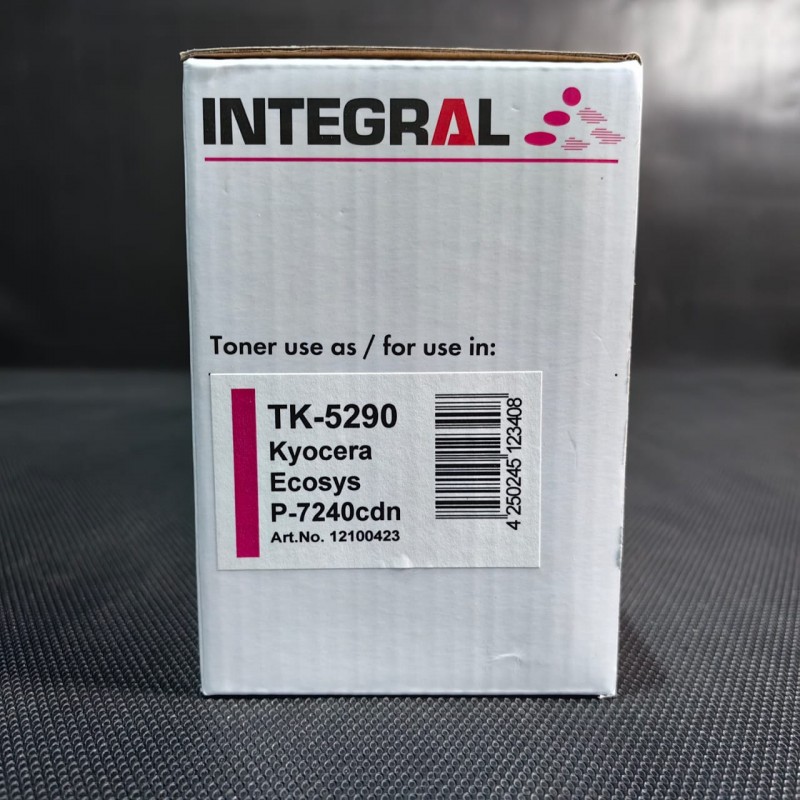 INTEGRAL
Toner use as / for use in:
TK-5290
Kyocera
Ecosys
P-7240cdn
Art.No. 12100423
4 250245 123408